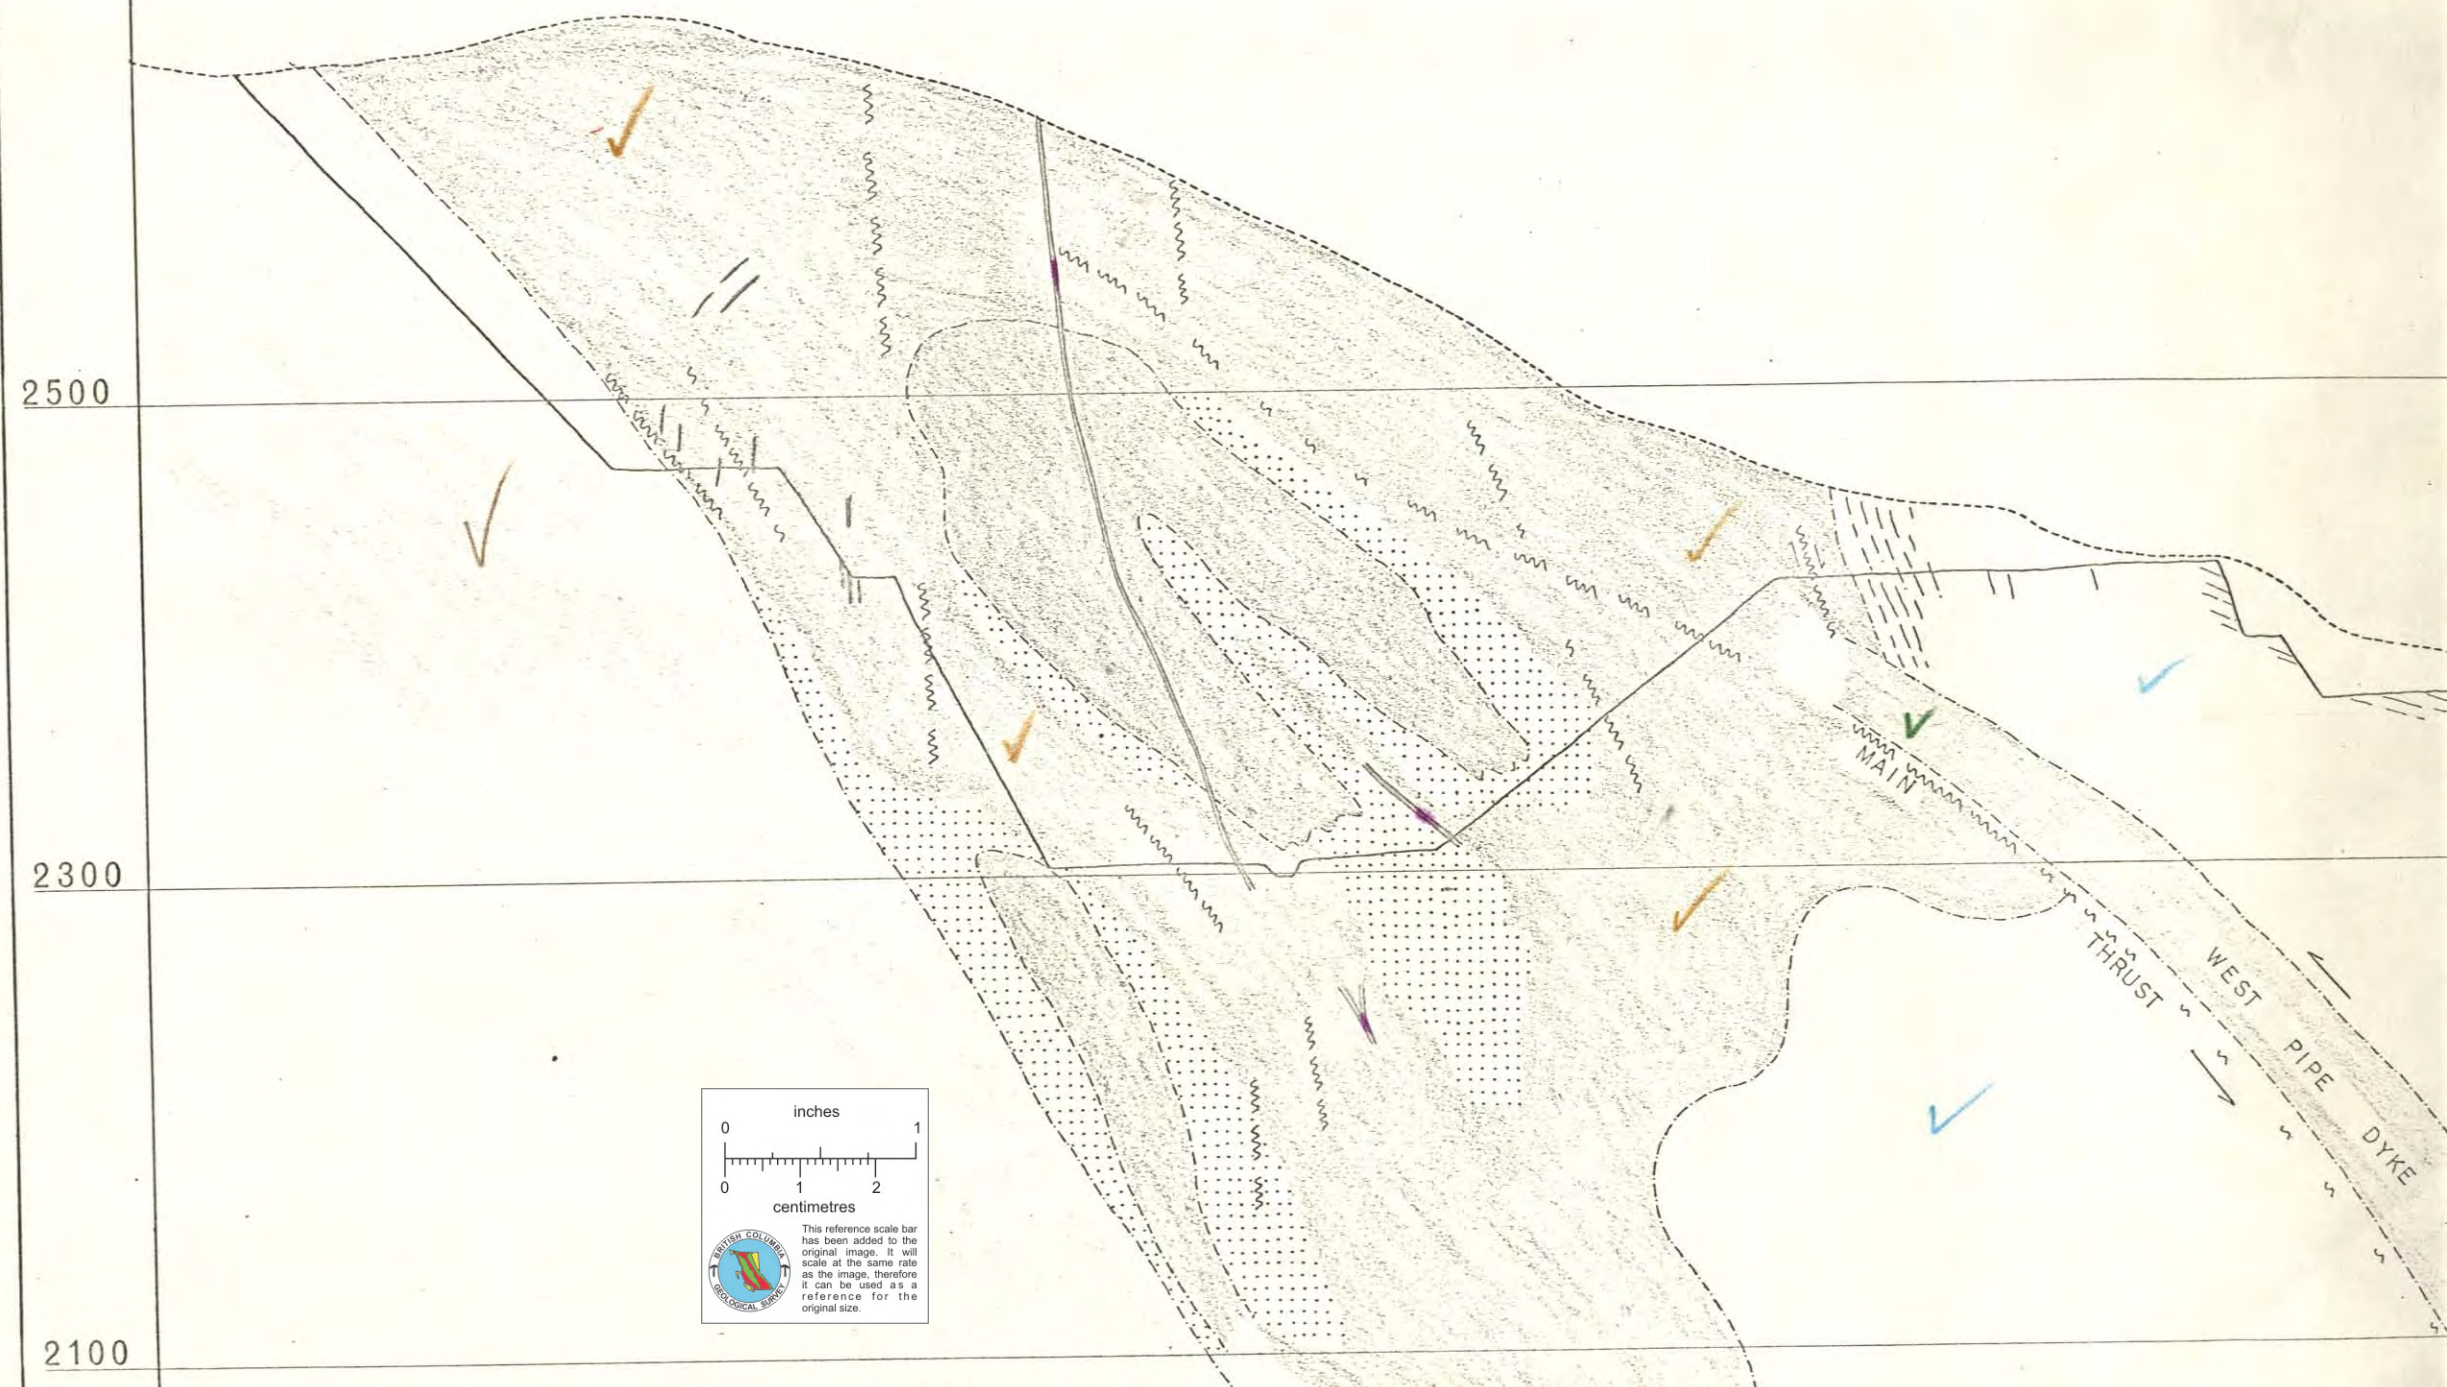 2500
2300
2100
MAIN
THRUST
WEST PIPE DYKE
inches
0 1
0 1 2
centimetres
This reference scale bar
has been added to the
original image. It will
scale at the same rate
as the image, therefore
it can be used as a
reference for the
original size.
BRITISH COLUMBIA
GEOLOGICAL SURVEY